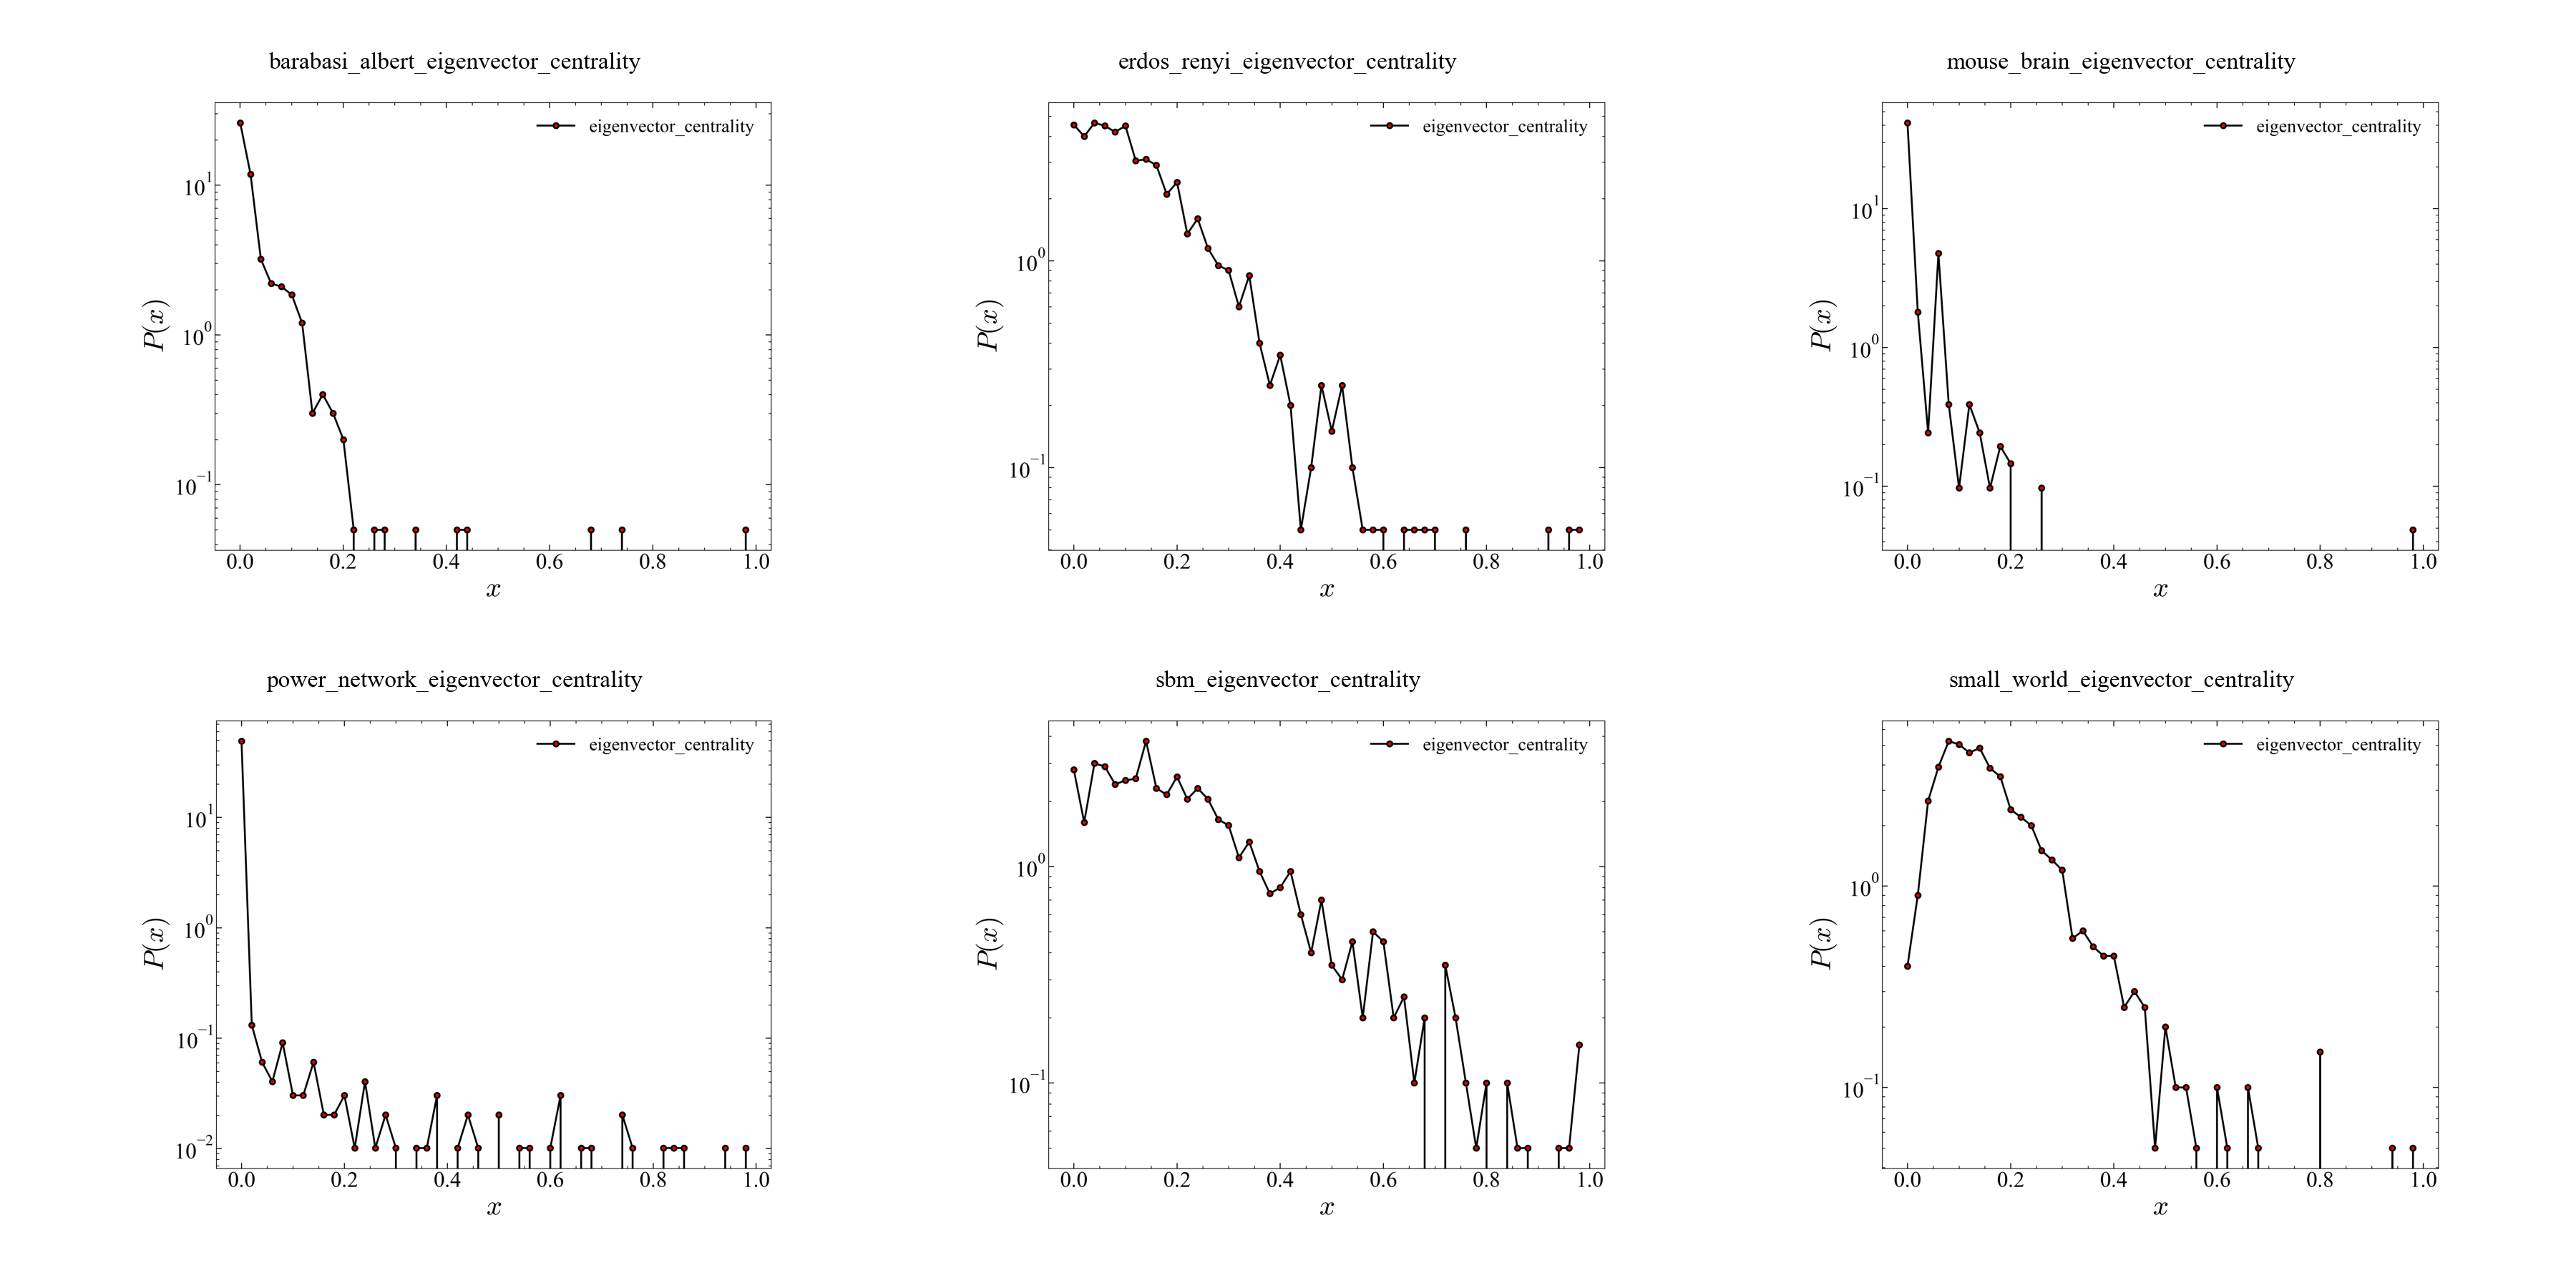 barabasi_albert_eigenvector_centrality
erdos_renyi_eigenvector_centrality
mouse_brain_eigenvector_centrality
eigenvector_centrality
eigenvector_centrality
eigenvector_centrality
10^1
10^0
10^−1
P(x)
0.0 0.2 0.4 0.6 0.8 1.0
x
10^0
10^−1
P(x)
0.0 0.2 0.4 0.6 0.8 1.0
x
10^1
10^0
10^−1
P(x)
0.0 0.2 0.4 0.6 0.8 1.0
x
power_network_eigenvector_centrality
sbm_eigenvector_centrality
small_world_eigenvector_centrality
eigenvector_centrality
eigenvector_centrality
eigenvector_centrality
10^1
10^0
10^−1
10^−2
P(x)
0.0 0.2 0.4 0.6 0.8 1.0
x
10^0
10^−1
P(x)
0.0 0.2 0.4 0.6 0.8 1.0
x
10^0
10^−1
P(x)
0.0 0.2 0.4 0.6 0.8 1.0
x